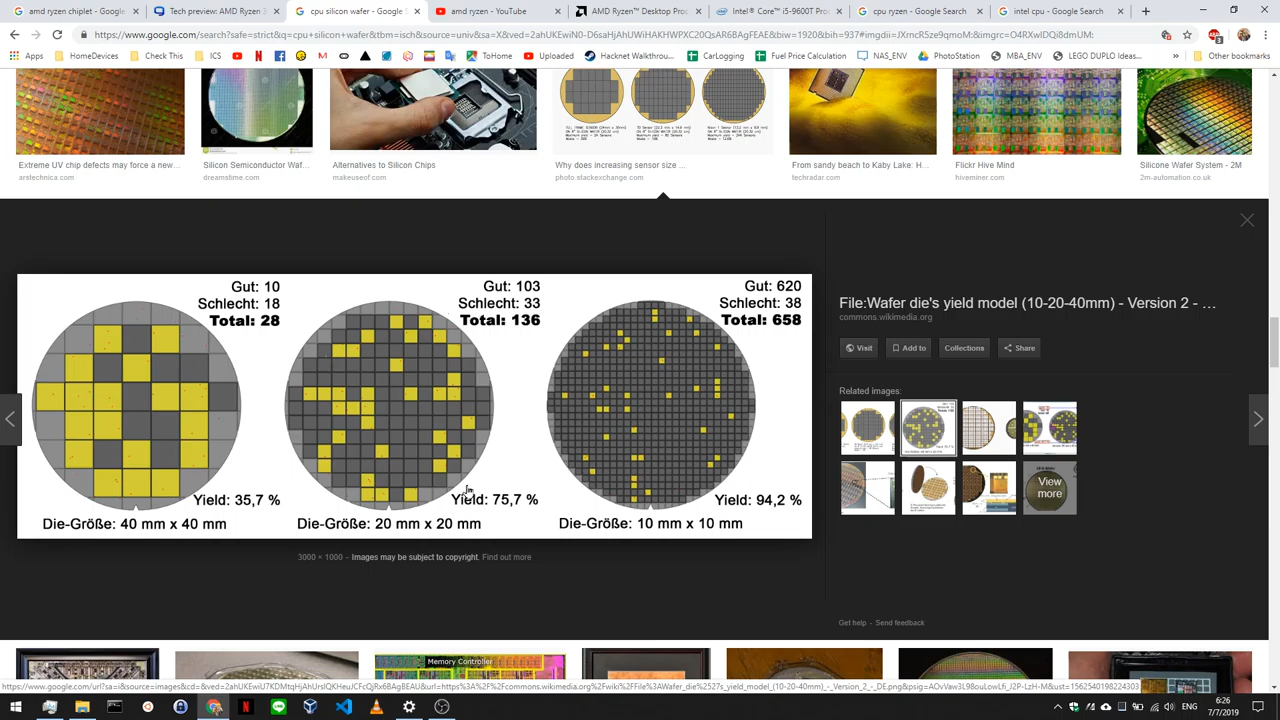 amd ryzen chiplet - Google S
Ryzen Setup: Resolution 3
cpu silicon wafer - Google S
amd ryzen - YouTube
AMD Ryzen™ Desktop Proc
Intel® Core™ i5-9600T Proc
cpu ryzen - Google Search
intel cpu - Google Search
Apps
HomeDevices
Check This
ICS
ToHome
Uploaded
Hacknet Walkthrou...
CarLogging
Fuel Price Calculation
NAS_ENV
PhotoStation
MBA_ENV
LEGO DUPLO Ideas...
Other bookmarks
Extreme UV chip defects may force a new...
Silicon Semiconductor Waf...
Alternatives to Silicon Chips
Why does increasing sensor size ...
From sandy beach to Kaby Lake: H...
Flickr Hive Mind
Silicone Wafer System - 2M
arstechnica.com
dreamstime.com
makeuseof.com
photo.stackexchange.com
techradar.com
hiveminer.com
2m-automation.co.uk
Gut: 10
Schlecht: 18
Total: 28
Yield: 35,7 %
Die-Größe: 40 mm x 40 mm
Gut: 103
Schlecht: 33
Total: 136
Yield: 75,7 %
Die-Größe: 20 mm x 20 mm
Gut: 620
Schlecht: 38
Total: 658
Yield: 94,2 %
Die-Größe: 10 mm x 10 mm
3000 × 1000 - Images may be subject to copyright. Find out more
File:Wafer die's yield model (10-20-40mm) - Version 2 - ...
commons.wikimedia.org
Visit
Add to
Collections
Share
Related images:
View
more
Get help - Send feedback
Memory Controller
ENG
6:26
7/7/2019